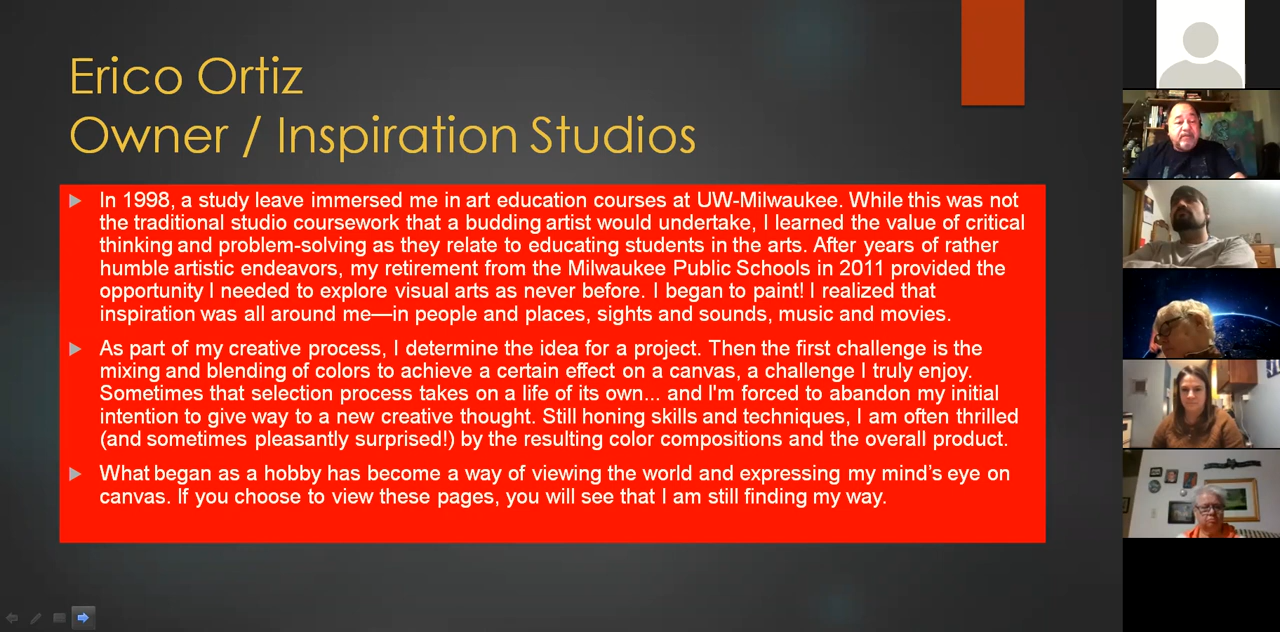 Erico Ortiz
Owner / Inspiration Studios
In 1998, a study leave immersed me in art education courses at UW-Milwaukee. While this was not
the traditional studio coursework that a budding artist would undertake, I learned the value of critical
thinking and problem-solving as they relate to educating students in the arts. After years of rather
humble artistic endeavors, my retirement from the Milwaukee Public Schools in 2011 provided the
opportunity I needed to explore visual arts as never before. I began to paint! I realized that
inspiration was all around me—in people and places, sights and sounds, music and movies.
As part of my creative process, I determine the idea for a project. Then the first challenge is the
mixing and blending of colors to achieve a certain effect on a canvas, a challenge I truly enjoy.
Sometimes that selection process takes on a life of its own... and I'm forced to abandon my initial
intention to give way to a new creative thought. Still honing skills and techniques, I am often thrilled
(and sometimes pleasantly surprised!) by the resulting color compositions and the overall product.
What began as a hobby has become a way of viewing the world and expressing my mind’s eye on
canvas. If you choose to view these pages, you will see that I am still finding my way.